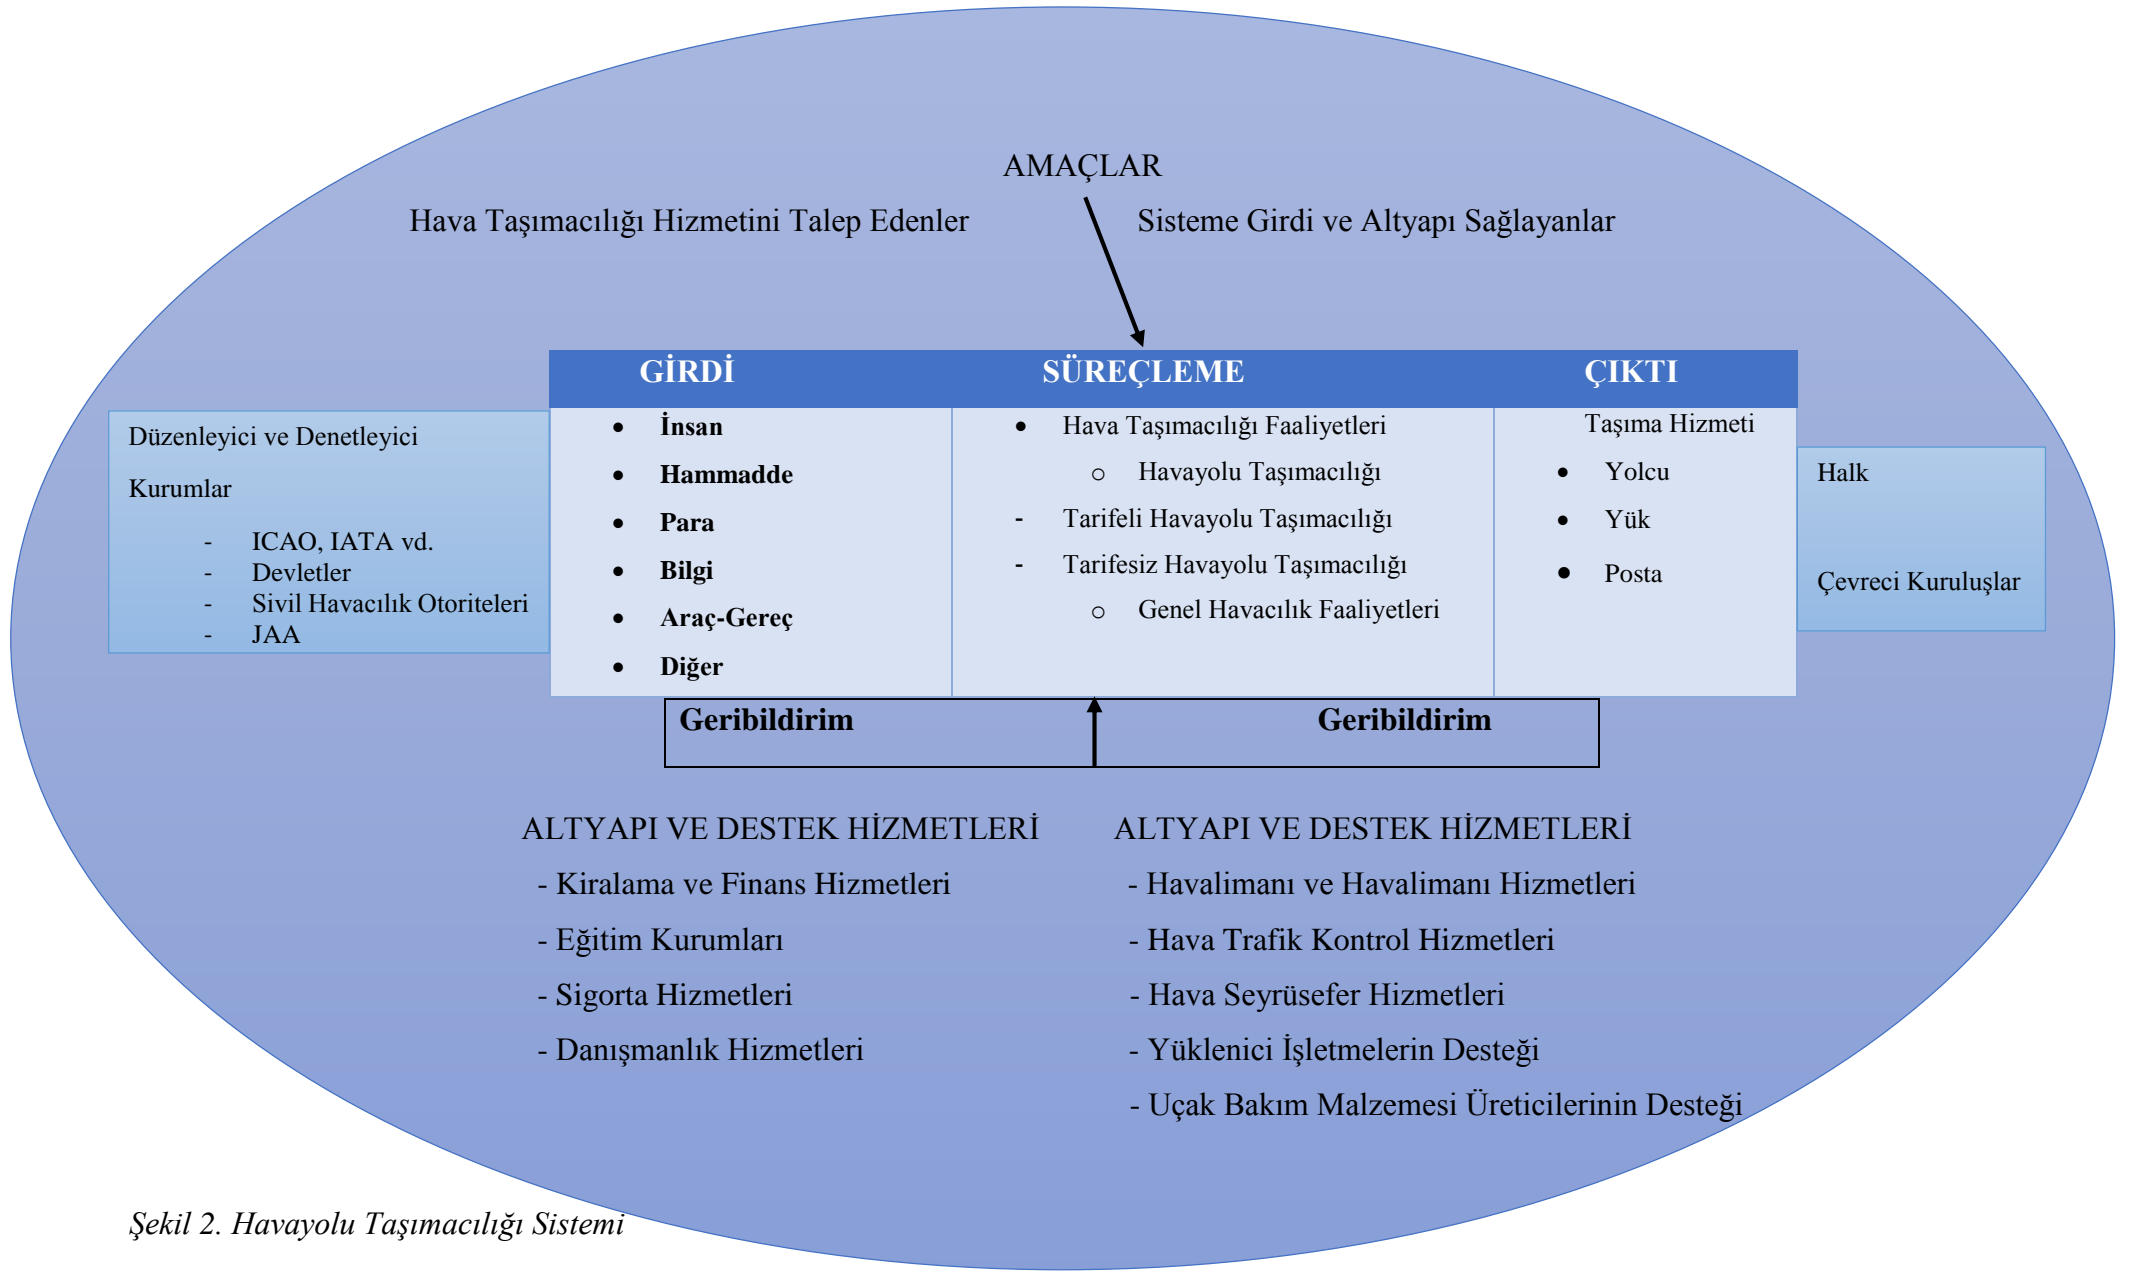 AMAÇLAR
Hava Taşımacılığı Hizmetini Talep Edenler Sisteme Girdi ve Altyapı Sağlayanlar
GİRDİ SÜREÇLEME ÇIKTI
Düzenleyici ve Denetleyici
Kurumlar
- ICAO, IATA vd.
- Devletler
- Sivil Havacılık Otoriteleri
- JAA
• İnsan
• Hammadde
• Para
• Bilgi
• Araç-Gereç
• Diğer
• Hava Taşımacılığı Faaliyetleri
o Havayolu Taşımacılığı
- Tarifeli Havayolu Taşımacılığı
- Tarifesiz Havayolu Taşımacılığı
o Genel Havacılık Faaliyetleri
Taşıma Hizmeti
• Yolcu
• Yük
• Posta
Halk
Çevreci Kuruluşlar
Geribildirim Geribildirim
ALTYAPI VE DESTEK HİZMETLERİ
- Kiralama ve Finans Hizmetleri
- Eğitim Kurumları
- Sigorta Hizmetleri
- Danışmanlık Hizmetleri
ALTYAPI VE DESTEK HİZMETLERİ
- Havalimanı ve Havalimanı Hizmetleri
- Hava Trafik Kontrol Hizmetleri
- Hava Seyrüsefer Hizmetleri
- Yüklenici İşletmelerin Desteği
- Uçak Bakım Malzemesi Üreticilerinin Desteği
Şekil 2. Havayolu Taşımacılığı Sistemi